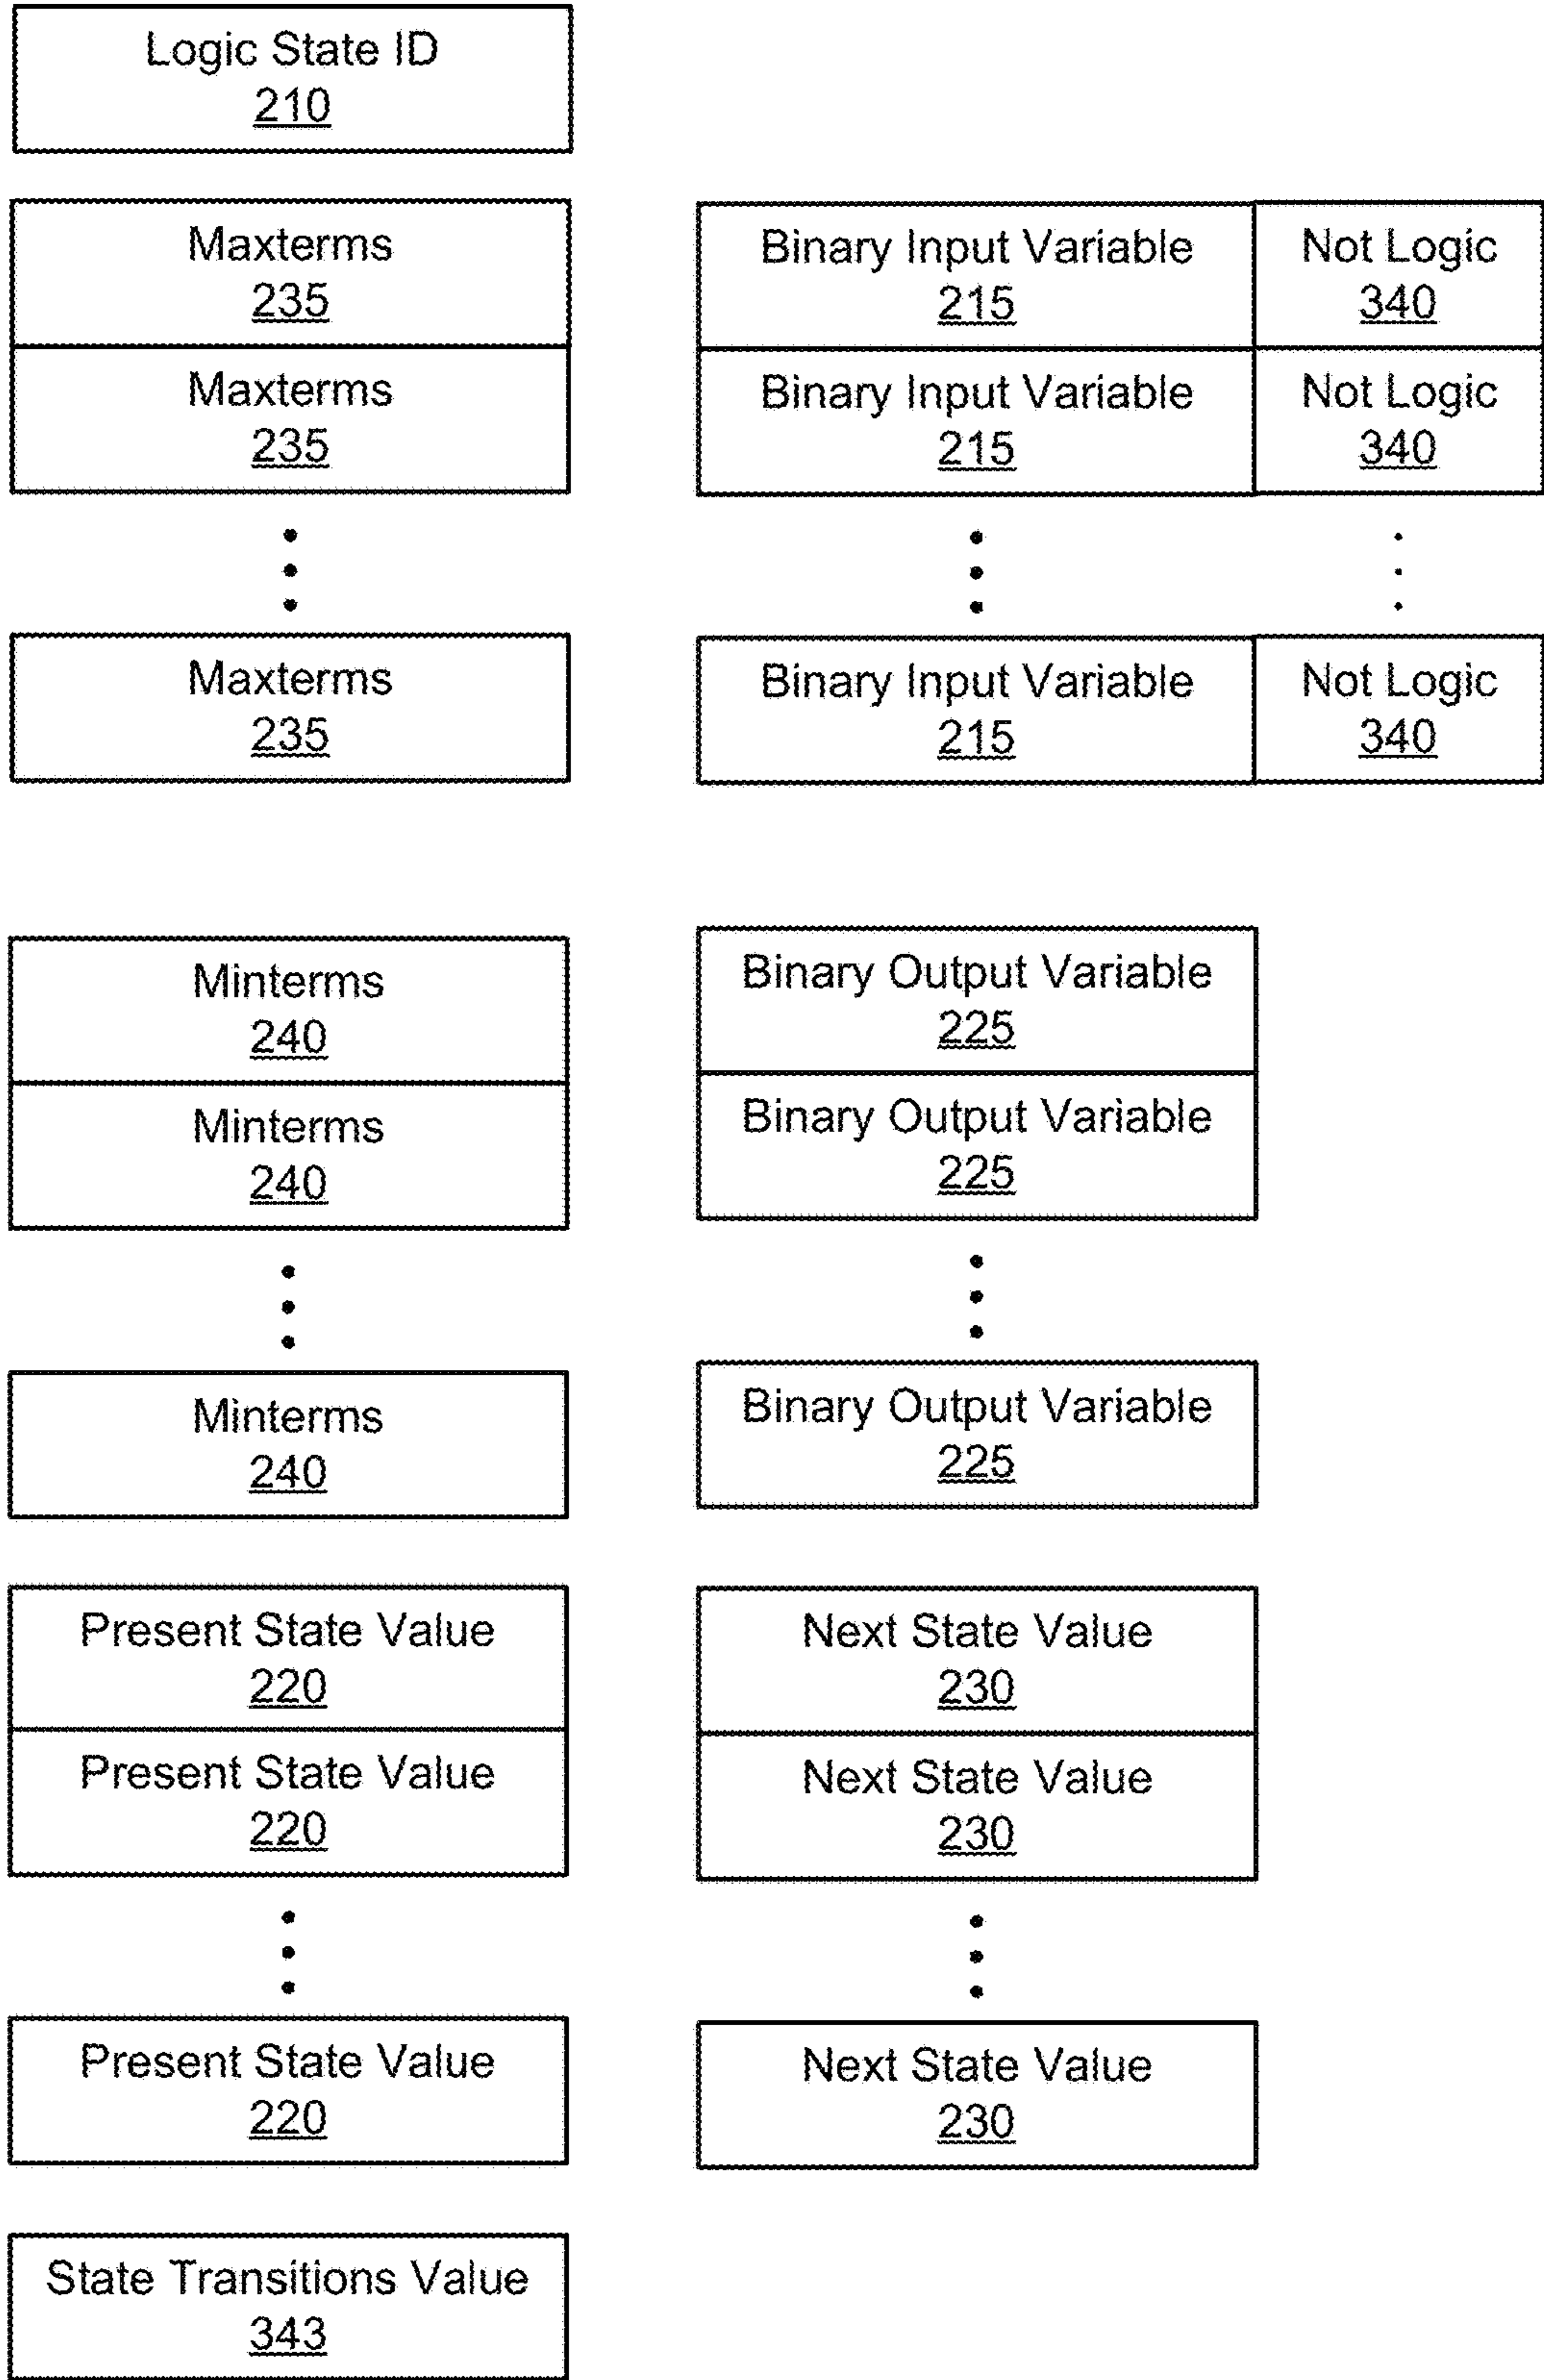 Logic State ID
210
Maxterms
235
Maxterms
235
Maxterms
235
Binary Input Variable
215
Not Logic
340
Binary Input Variable
215
Not Logic
340
Binary Input Variable
215
Not Logic
340
Minterms
240
Minterms
240
Minterms
240
Binary Output Variable
225
Binary Output Variable
225
Binary Output Variable
225
Present State Value
220
Present State Value
220
Present State Value
220
Next State Value
230
Next State Value
230
Next State Value
230
State Transitions Value
343